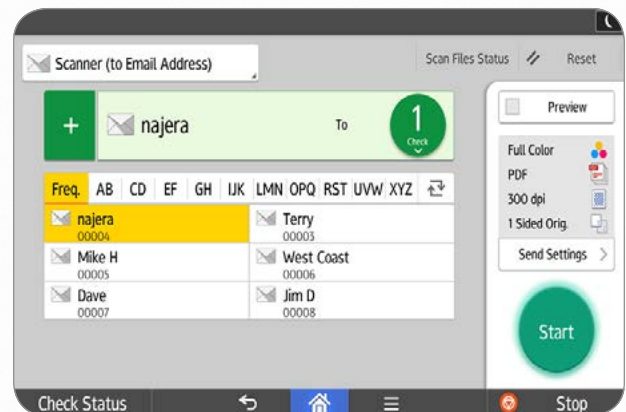 Scanner (to Email Address)
Scan Files Status
Reset
+
najera
To
1
Check
Preview
Full Color
PDF
300 dpi
1 Sided Orig.
Send Settings >
Start
Freq. AB CD EF GH IJK LMN OPQ RST UVW XYZ
najera
00004
Terry
00003
Mike H
00005
West Coast
00006
Dave
00007
Jim D
00008
Check Status
Stop